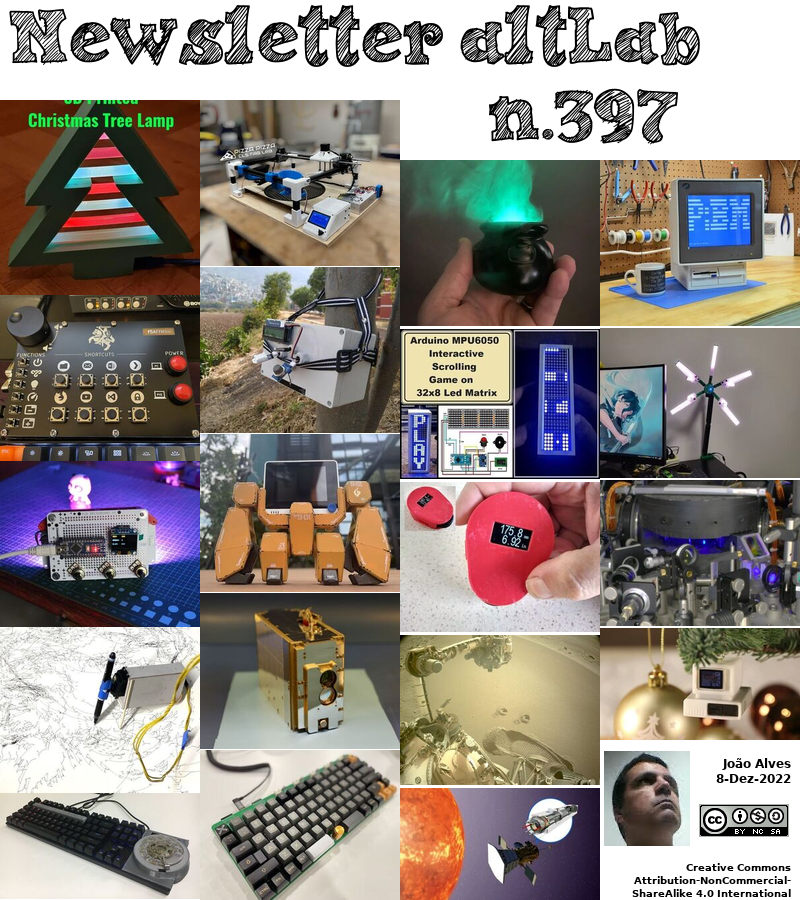 Newsletter altLab
n.397
3D Printed
Christmas Tree Lamp
PIZZA PIZZA
FUNCTIONS
SHORTCUTS
POWER
Arduino MPU6050
Interactive
Scrolling
Game on
32x8 Led Matrix
PLAY
175.8
6.92
João Alves
8-Dez-2022
cc
BY NC SA
Creative Commons
Attribution-NonCommercial-
ShareAlike 4.0 International